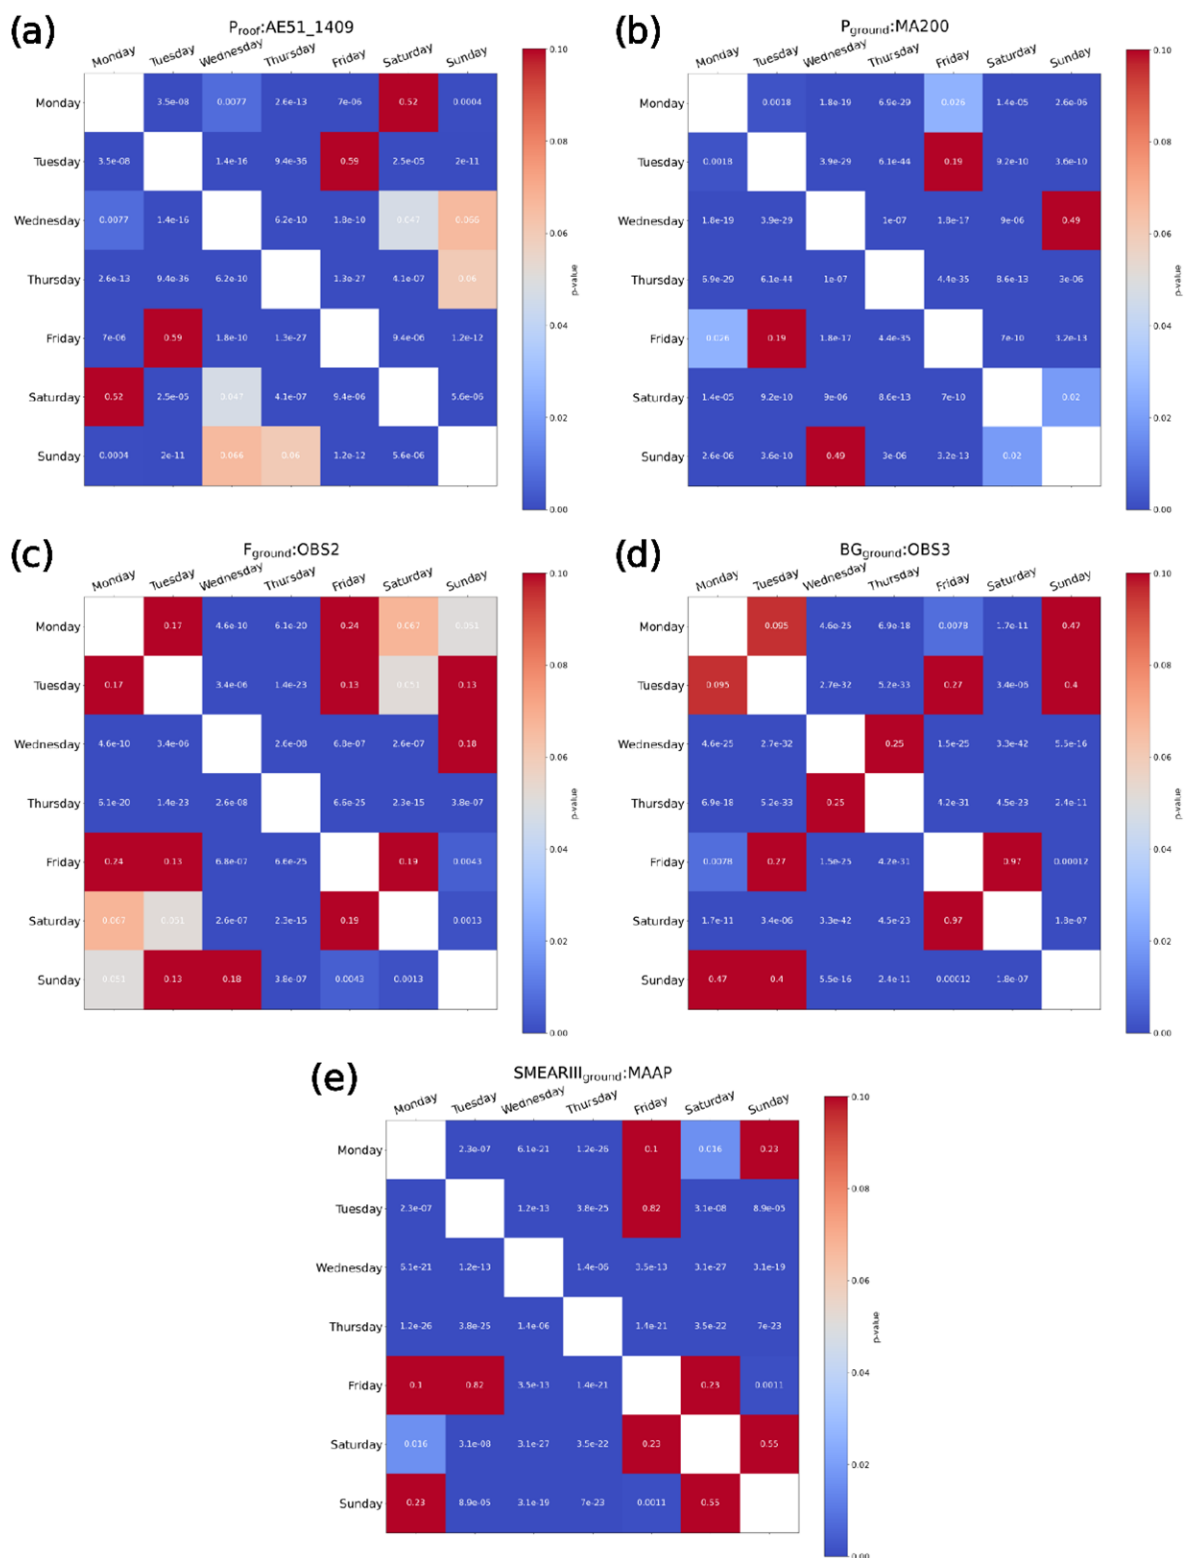 (a)
P_roof:AE51_1409
Monday Tuesday Wednesday Thursday Friday Saturday Sunday
Monday 3.5e-08 0.0077 2.6e-13 7e-06 0.52 0.0004
Tuesday 3.5e-08 1.4e-16 9.4e-36 0.59 2.5e-05 2e-11
Wednesday 0.0077 1.4e-16 6.2e-10 1.8e-10 0.047 0.066
Thursday 2.6e-13 9.4e-36 6.2e-10 1.3e-27 4.1e-07 0.06
Friday 7e-06 0.59 1.8e-10 1.3e-27 9.4e-06 1.2e-12
Saturday 0.52 2.5e-05 0.047 4.1e-07 9.4e-06 5.6e-06
Sunday 0.0004 2e-11 0.066 0.06 1.2e-12 5.6e-06
0.10
0.08
0.06
0.04
0.02
0.00
p-value
(b)
P_ground:MA200
Monday Tuesday Wednesday Thursday Friday Saturday Sunday
Monday 0.0018 1.8e-19 6.9e-29 0.026 1.4e-05 2.6e-06
Tuesday 0.0018 3.9e-29 6.1e-44 0.19 9.2e-10 3.6e-10
Wednesday 1.8e-19 3.9e-29 1e-07 1.8e-17 9e-06 0.49
Thursday 6.9e-29 6.1e-44 1e-07 4.4e-35 8.6e-13 3e-06
Friday 0.026 0.19 1.8e-17 4.4e-35 7e-10 3.2e-13
Saturday 1.4e-05 9.2e-10 9e-06 8.6e-13 7e-10 0.02
Sunday 2.6e-06 3.6e-10 0.49 3e-06 3.2e-13 0.02
0.10
0.08
0.06
0.04
0.02
0.00
p-value
(c)
F_ground:OBS2
Monday Tuesday Wednesday Thursday Friday Saturday Sunday
Monday 0.17 4.6e-10 6.1e-20 0.24 0.067 0.051
Tuesday 0.17 3.4e-06 1.4e-23 0.13 0.051 0.13
Wednesday 4.6e-10 3.4e-06 2.6e-08 6.8e-07 2.6e-07 0.18
Thursday 6.1e-20 1.4e-23 2.6e-08 6.6e-25 2.3e-15 3.8e-07
Friday 0.24 0.13 6.8e-07 6.6e-25 0.19 0.0043
Saturday 0.067 0.051 2.6e-07 2.3e-15 0.19 0.0013
Sunday 0.051 0.13 0.18 3.8e-07 0.0043 0.0013
0.10
0.08
0.06
0.04
0.02
0.00
p-value
(d)
BG_ground:OBS3
Monday Tuesday Wednesday Thursday Friday Saturday Sunday
Monday 0.095 4.6e-25 6.9e-18 0.0078 1.7e-11 0.47
Tuesday 0.095 2.7e-32 5.2e-33 0.27 3.4e-06 0.4
Wednesday 4.6e-25 2.7e-32 0.25 1.5e-25 3.3e-42 5.5e-16
Thursday 6.9e-18 5.2e-33 0.25 4.2e-31 4.5e-23 2.4e-11
Friday 0.0078 0.27 1.5e-25 4.2e-31 0.97 0.00012
Saturday 1.7e-11 3.4e-06 3.3e-42 4.5e-23 0.97 1.8e-07
Sunday 0.47 0.4 5.5e-16 2.4e-11 0.00012 1.8e-07
0.10
0.08
0.06
0.04
0.02
0.00
p-value
(e)
SMEARIII_ground:MAAP
Monday Tuesday Wednesday Thursday Friday Saturday Sunday
Monday 2.3e-07 6.1e-21 1.2e-26 0.1 0.016 0.23
Tuesday 2.3e-07 1.2e-13 3.8e-25 0.82 3.1e-08 8.9e-05
Wednesday 6.1e-21 1.2e-13 1.4e-06 3.5e-13 3.1e-27 3.1e-19
Thursday 1.2e-26 3.8e-25 1.4e-06 1.4e-21 3.5e-22 7e-23
Friday 0.1 0.82 3.5e-13 1.4e-21 0.23 0.0011
Saturday 0.016 3.1e-08 3.1e-27 3.5e-22 0.23 0.55
Sunday 0.23 8.9e-05 3.1e-19 7e-23 0.0011 0.55
0.10
0.08
0.06
0.04
0.02
0.00
p-value